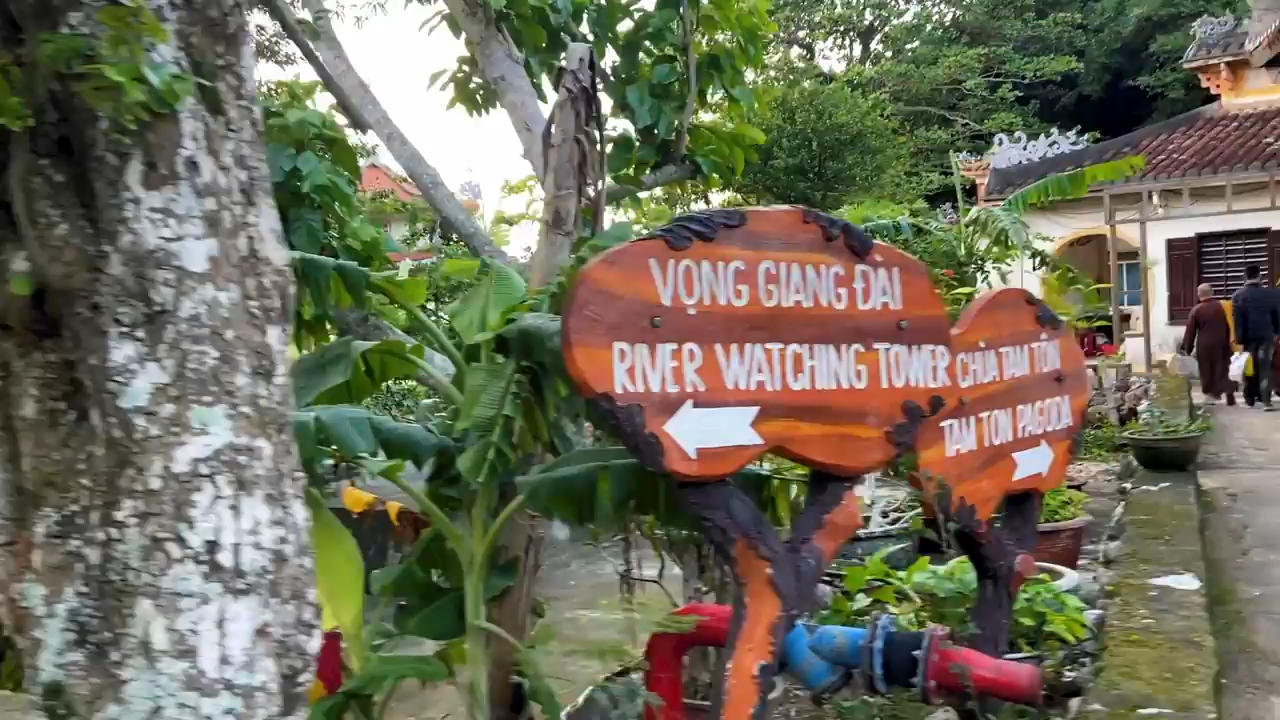 VỌNG GIANG ĐÀI
RIVER WATCHING TOWER
CHÙA TAM TÔN
TAM TON PAGODA